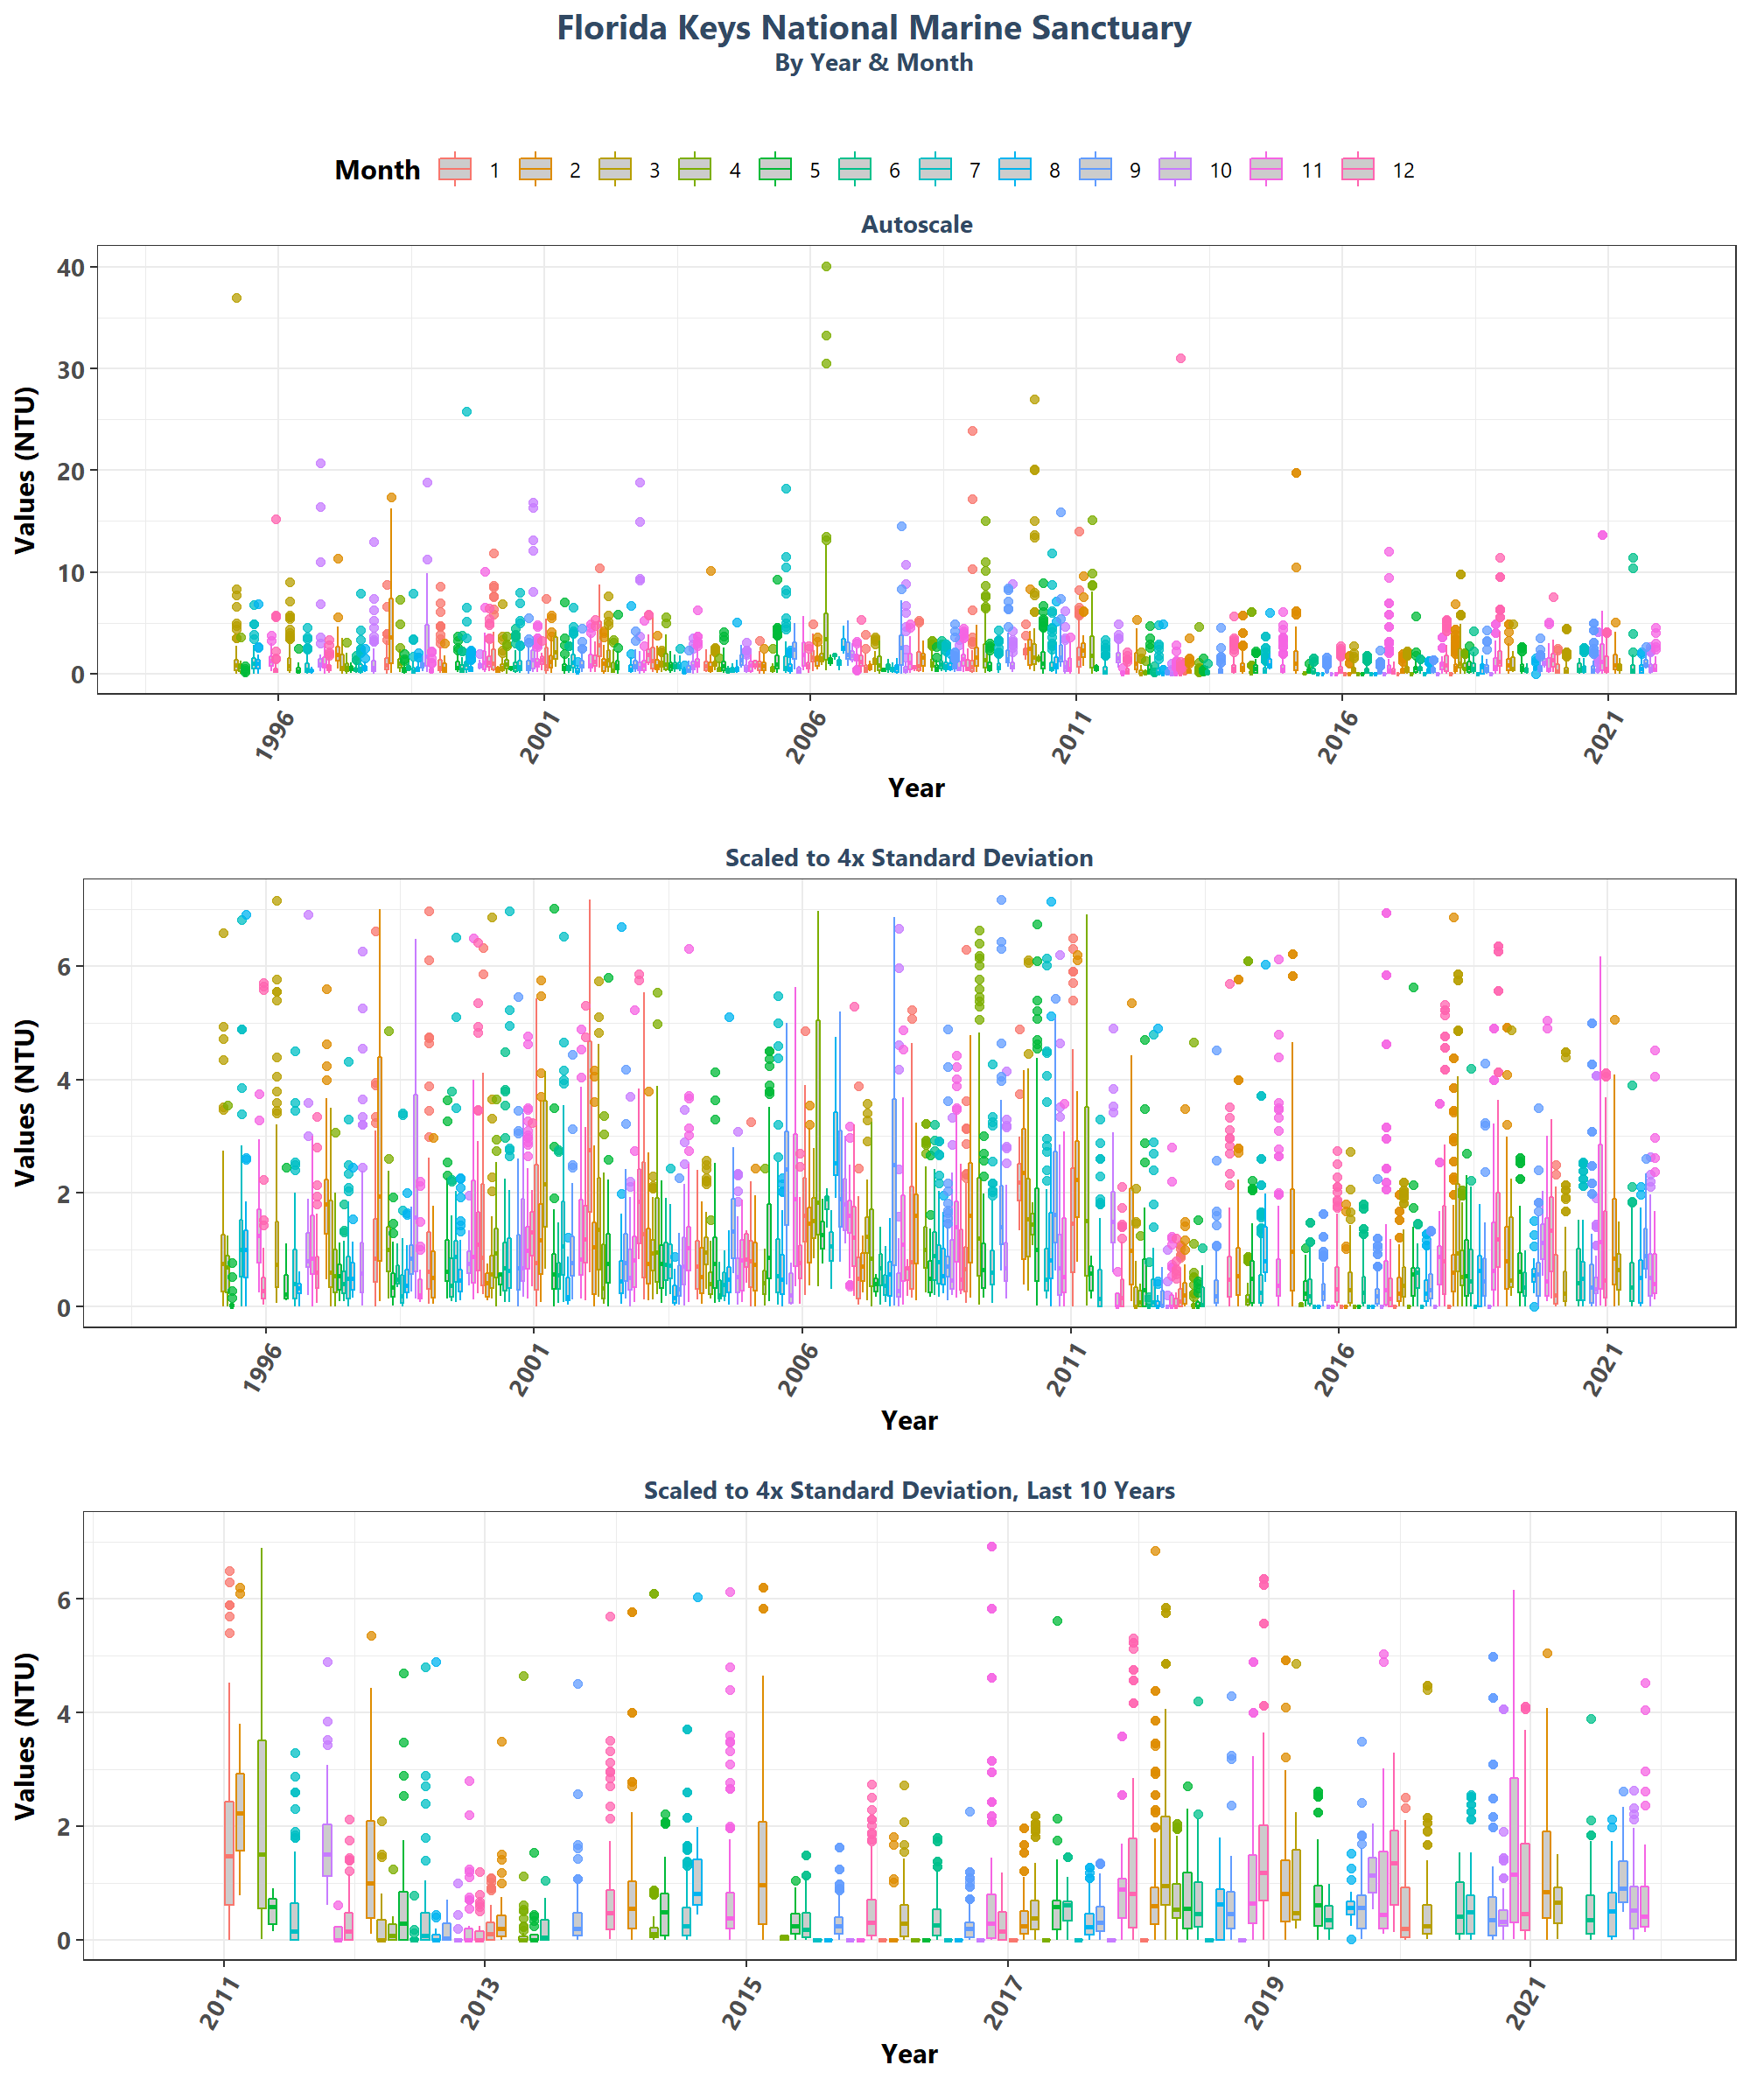 Florida Keys National Marine Sanctuary
By Year & Month
Month 1 2 3 4 5 6 7 8 9 10 11 12
Autoscale
Values (NTU)
40
30
20
10
0
1996 2001 2006 2011 2016 2021
Year
Scaled to 4x Standard Deviation
Values (NTU)
6
4
2
0
1996 2001 2006 2011 2016 2021
Year
Scaled to 4x Standard Deviation, Last 10 Years
Values (NTU)
6
4
2
0
2011 2013 2015 2017 2019 2021
Year